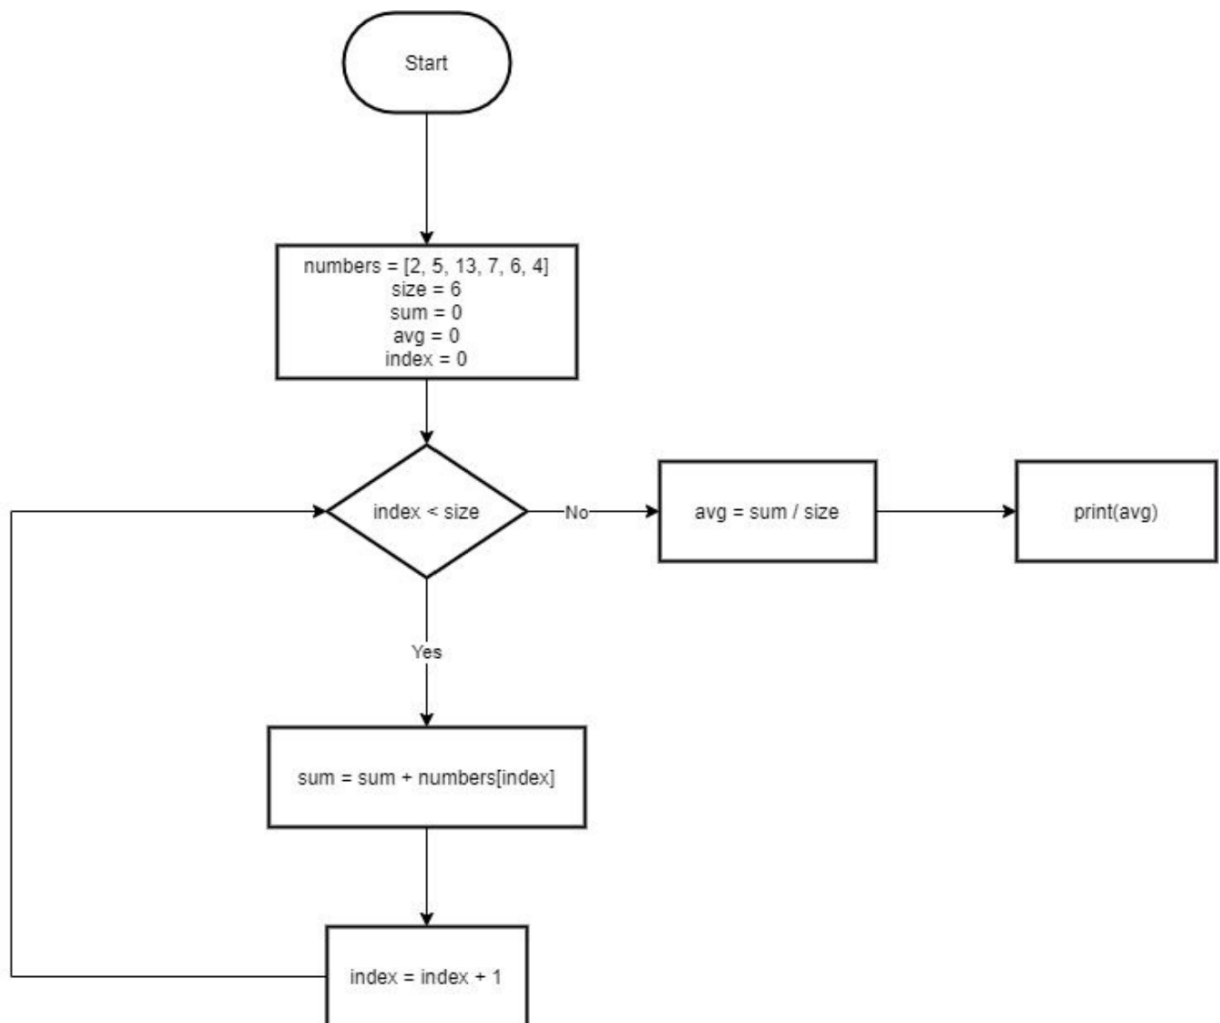 Start
numbers = [2, 5, 13, 7, 6, 4]
size = 6
sum = 0
avg = 0
index = 0
index < size
No
avg = sum / size
print(avg)
Yes
sum = sum + numbers[index]
index = index + 1